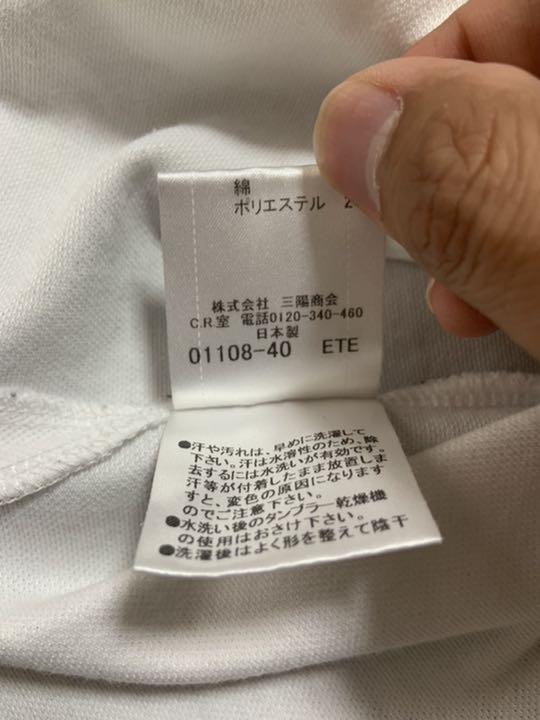 綿
ポリエステル
株式会社 三陽商会
C.R.室 電話0120-340-460
日本製
01108-40 ETE
●汗や汚れは、早めに洗濯して
下さい。汗は水溶性のため、除
去するには水洗いが有効です。
汗等が付着したまま放置しま
すと、変色の原因になります
のでご注意下さい。
●水洗い後のタンブラー乾燥機
の使用はおさけ下さい。
●洗濯後はよく形を整えて陰干